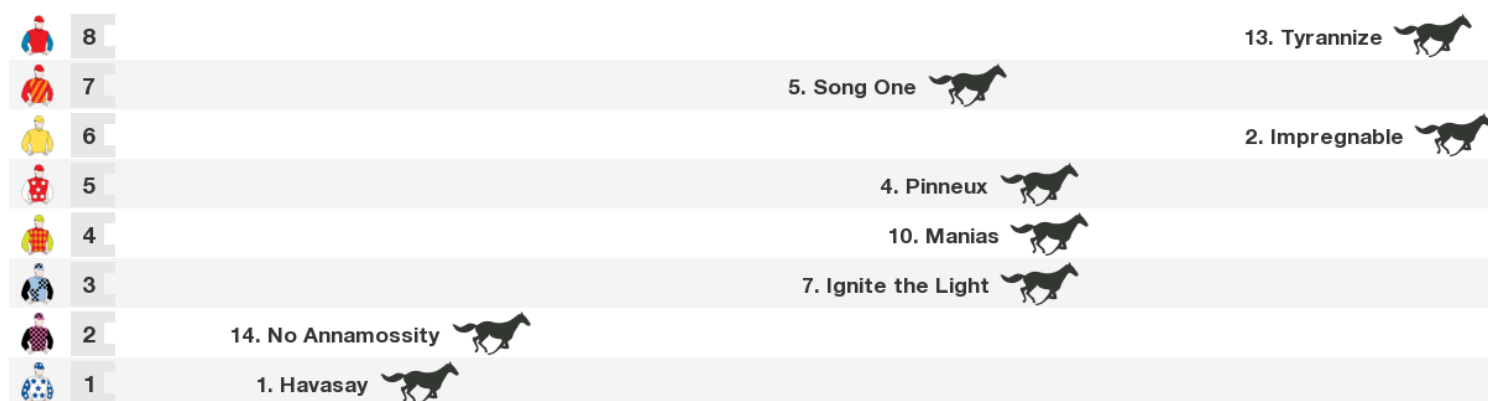 8 13. Tyrannize
7 5. Song One
6 2. Impregnable
5 4. Pinneux
4 10. Manias
3 7. Ignite the Light
2 14. No Annamossity
1 1. Havasay